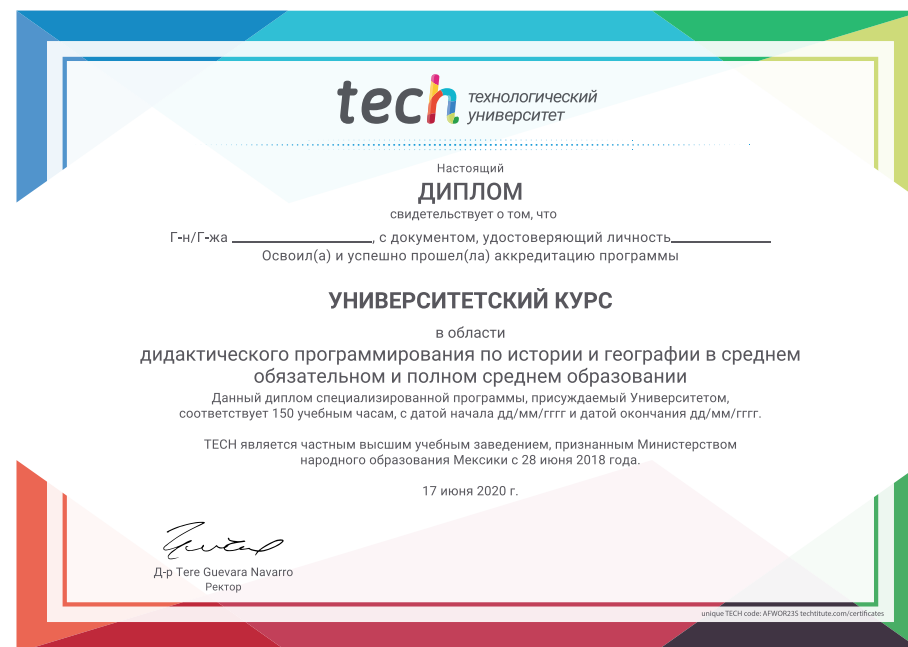 tech технологический
университет
Настоящий
ДИПЛОМ
свидетельствует о том, что
Г-н/Г-жа ____________________, с документом, удостоверяющий личность______________
Освоил(а) и успешно прошел(ла) аккредитацию программы
УНИВЕРСИТЕТСКИЙ КУРС
в области
дидактического программирования по истории и географии в среднем
обязательном и полном среднем образовании
Данный диплом специализированной программы, присуждаемый Университетом,
соответствует 150 учебным часам, с датой начала дд/мм/гггг и датой окончания дд/мм/гггг.
TECH является частным высшим учебным заведением, признанным Министерством
народного образования Мексики с 28 июня 2018 года.
17 июня 2020 г.
Д-р Tere Guevara Navarro
Ректор
unique TECH code: AFWOR235 techtitute.com/certificates